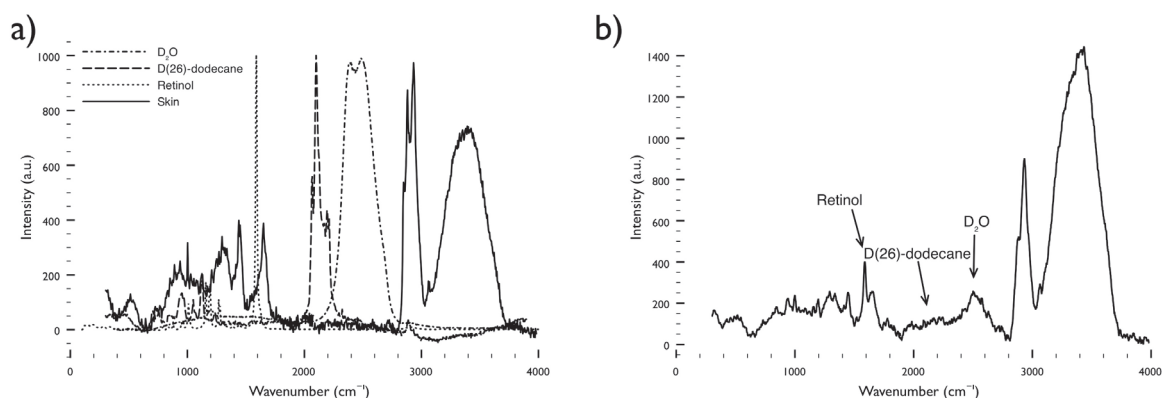 a)
D₂O
D(26)-dodecane
Retinol
Skin
1000
800
600
400
200
0
Intensity (a.u.)
0 1000 2000 3000 4000
Wavenumber (cm⁻¹)
b)
1400
1200
1000
800
600
400
200
0
Intensity (a.u.)
Retinol
D₂O
D(26)-dodecane
0 1000 2000 3000 4000
Wavenumber (cm⁻¹)